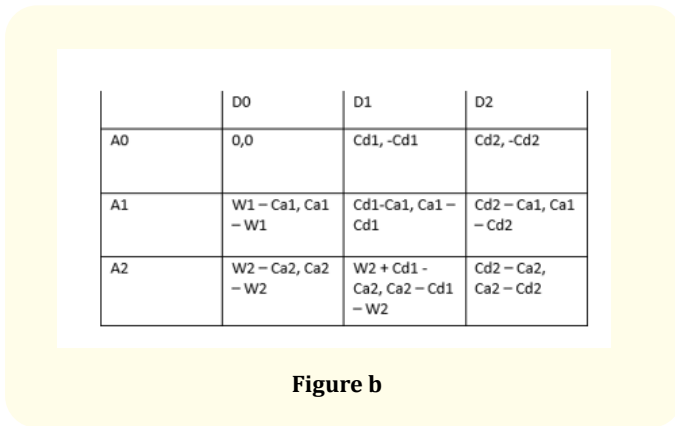 D0 D1 D2
A0 0,0 Cd1, -Cd1 Cd2, -Cd2
A1 W1 – Ca1, Ca1 Cd1-Ca1, Ca1 – Cd2 – Ca1, Ca1
– W1 Cd1 – Cd2
A2 W2 – Ca2, Ca2 W2 + Cd1 - Cd2 – Ca2,
– W2 Ca2, Ca2 – Cd1 Ca2 – Cd2
– W2
Figure b